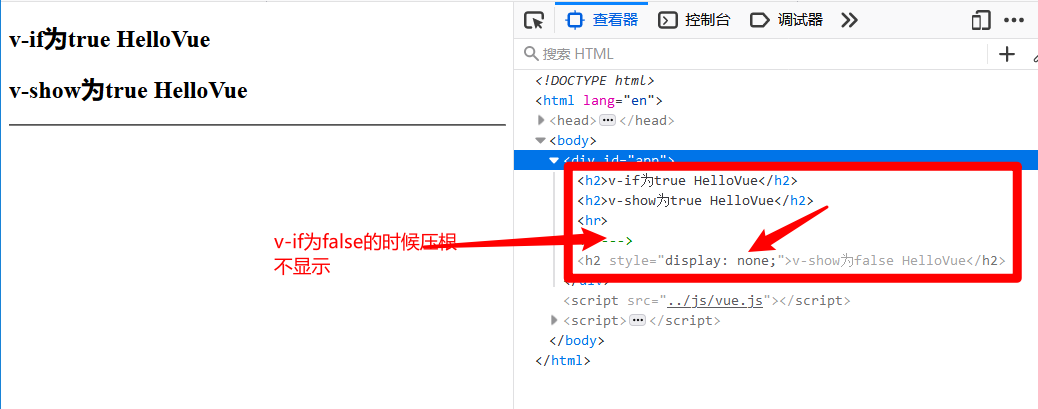 v-if为true HelloVue
v-show为true HelloVue
v-if为false的时候压根
不显示
查看器
控制台
调试器
搜索 HTML
<!DOCTYPE html>
<html lang="en">
<head>
</head>
<body>
<div id="app">
<h2>v-if为true HelloVue</h2>
<h2>v-show为true HelloVue</h2>
<hr>
-->
<h2 style="display: none;">v-show为false HelloVue</h2>
</div>
<script src="../js/vue.js"></script>
<script></script>
</body>
</html>